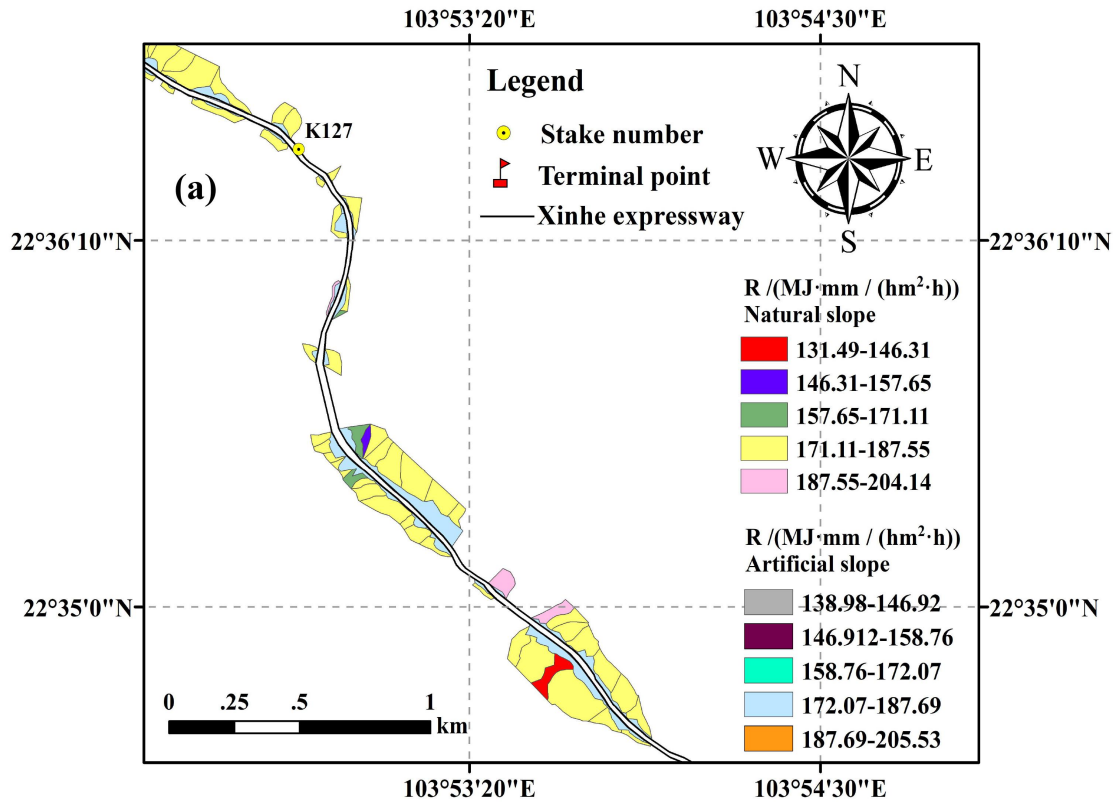 103°53'20"E 103°54'30"E
Legend
Stake number
Terminal point
Xinhe expressway
N
W E
S
K127
(a)
22°36'10"N 22°36'10"N
R /(MJ·mm / (hm²·h))
Natural slope
131.49-146.31
146.31-157.65
157.65-171.11
171.11-187.55
187.55-204.14
R /(MJ·mm / (hm²·h))
Artificial slope
138.98-146.92
146.912-158.76
158.76-172.07
172.07-187.69
187.69-205.53
22°35'0"N 22°35'0"N
0 .25 .5 1
km
103°53'20"E 103°54'30"E